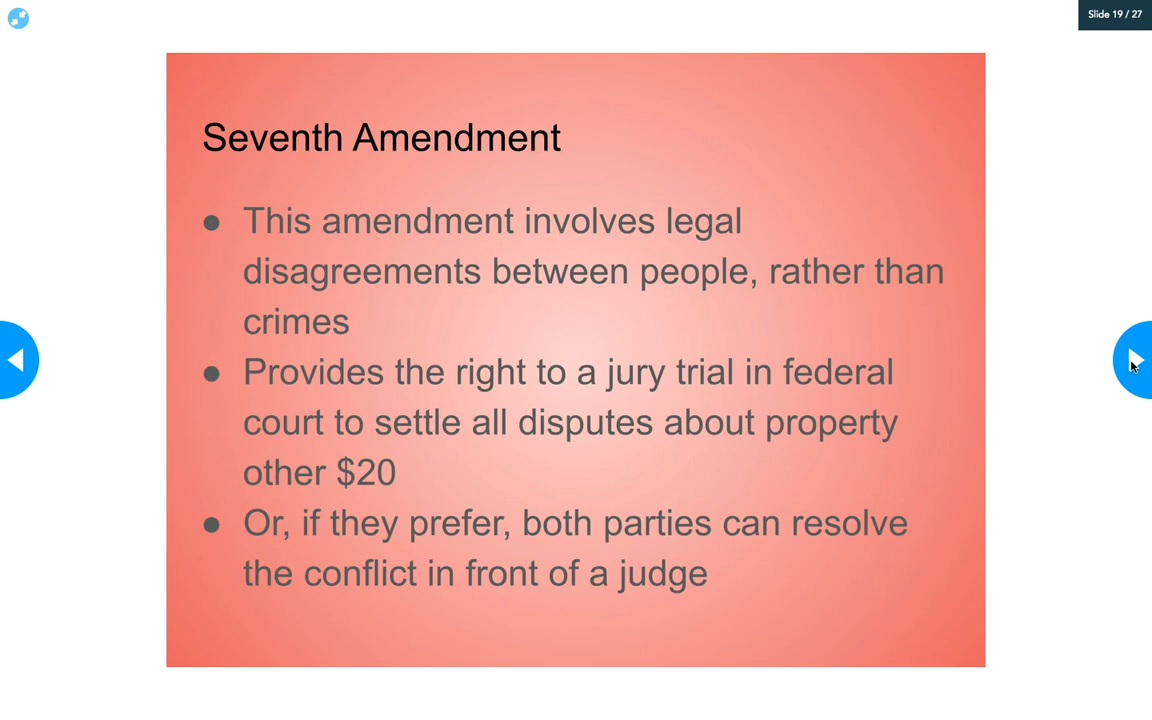 Slide 19 / 27
Seventh Amendment
● This amendment involves legal
disagreements between people, rather than
crimes
● Provides the right to a jury trial in federal
court to settle all disputes about property
other $20
● Or, if they prefer, both parties can resolve
the conflict in front of a judge